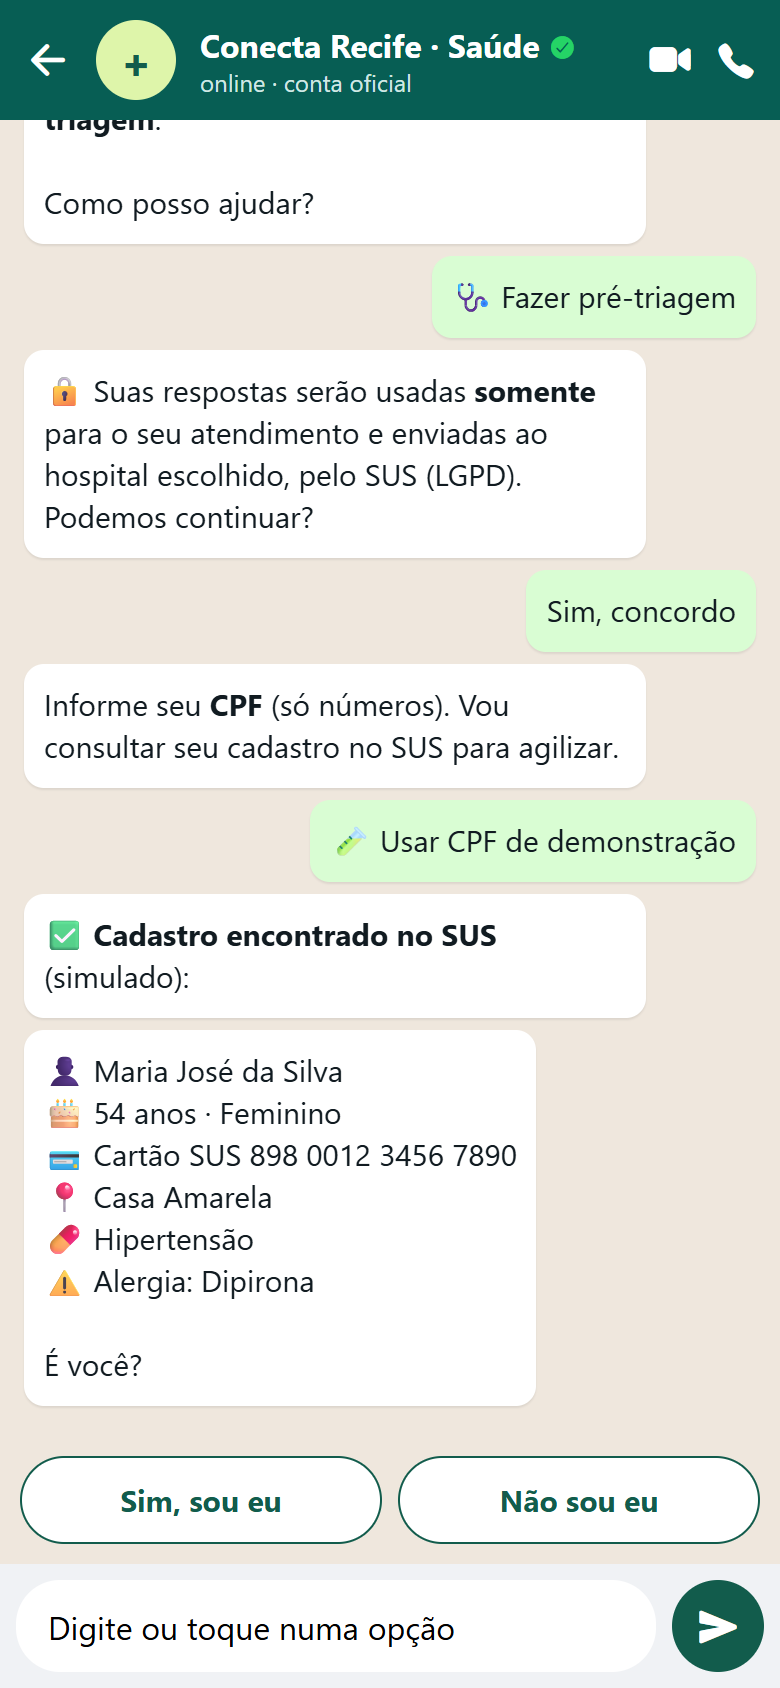 Conecta Recife · Saúde
online · conta oficial
triagem.
Como posso ajudar?
Fazer pré-triagem
Suas respostas serão usadas somente
para o seu atendimento e enviadas ao
hospital escolhido, pelo SUS (LGPD).
Podemos continuar?
Sim, concordo
Informe seu CPF (só números). Vou
consultar seu cadastro no SUS para agilizar.
Usar CPF de demonstração
Cadastro encontrado no SUS
(simulado):
Maria José da Silva
54 anos · Feminino
Cartão SUS 898 0012 3456 7890
Casa Amarela
Hipertensão
Alergia: Dipirona
É você?
Sim, sou eu
Não sou eu
Digite ou toque numa opção